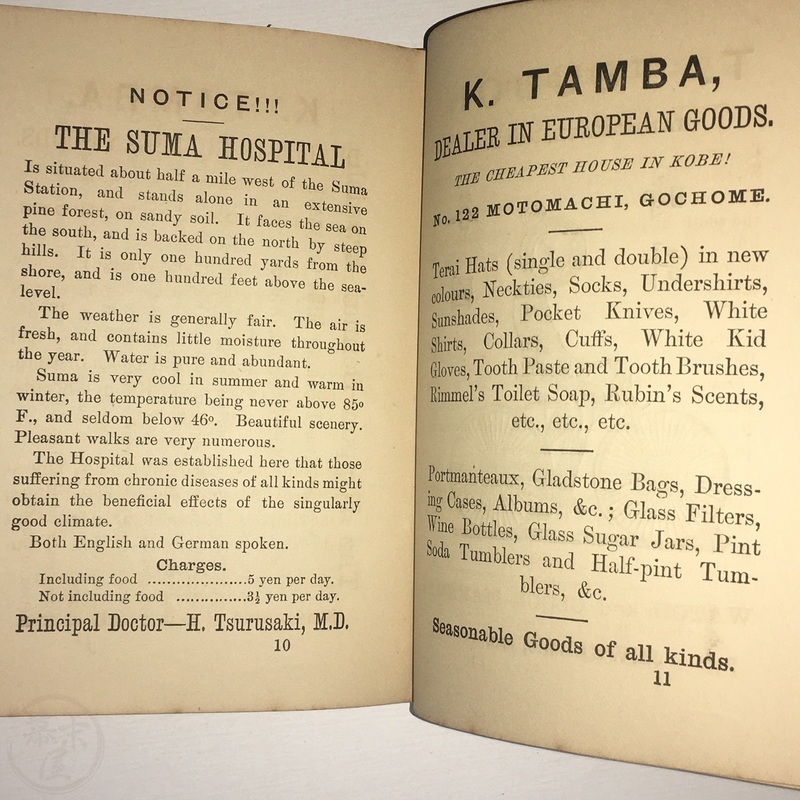 NOTICE!!!
THE SUMA HOSPITAL
Is situated about half a mile west of the Suma
Station, and stands alone in an extensive
pine forest, on sandy soil. It faces the sea on
the south, and is backed on the north by steep
hills. It is only one hundred yards from the
shore, and is one hundred feet above the sea-
level.
The weather is generally fair. The air is
fresh, and contains little moisture throughout
the year. Water is pure and abundant.
Suma is very cool in summer and warm in
winter, the temperature being never above 85º
F., and seldom below 46º. Beautiful scenery.
Pleasant walks are very numerous.
The Hospital was established here that those
suffering from chronic diseases of all kinds might
obtain the beneficial effects of the singularly
good climate.
Both English and German spoken.
Charges.
Including food ....................5 yen per day.
Not including food ..............3½ yen per day.
Principal Doctor—H. Tsurusaki, M.D.
10
K. TAMBA,
DEALER IN EUROPEAN GOODS.
THE CHEAPEST HOUSE IN KOBE!
No. 122 MOTOMACHI, GOCHOME.
Terai Hats (single and double) in new
colours, Neckties, Socks, Undershirts,
Sunshades, Pocket Knives, White
Shirts, Collars, Cuffs, White Kid
Gloves, Tooth Paste and Tooth Brushes,
Rimmel's Toilet Soap, Rubin's Scents,
etc., etc., etc.
Portmanteaux, Gladstone Bags, Dress-
ing Cases, Albums, &c.; Glass Filters,
Wine Bottles, Glass Sugar Jars, Pint
Soda Tumblers and Half-pint Tum-
blers, &c.
Seasonable Goods of all kinds.
11